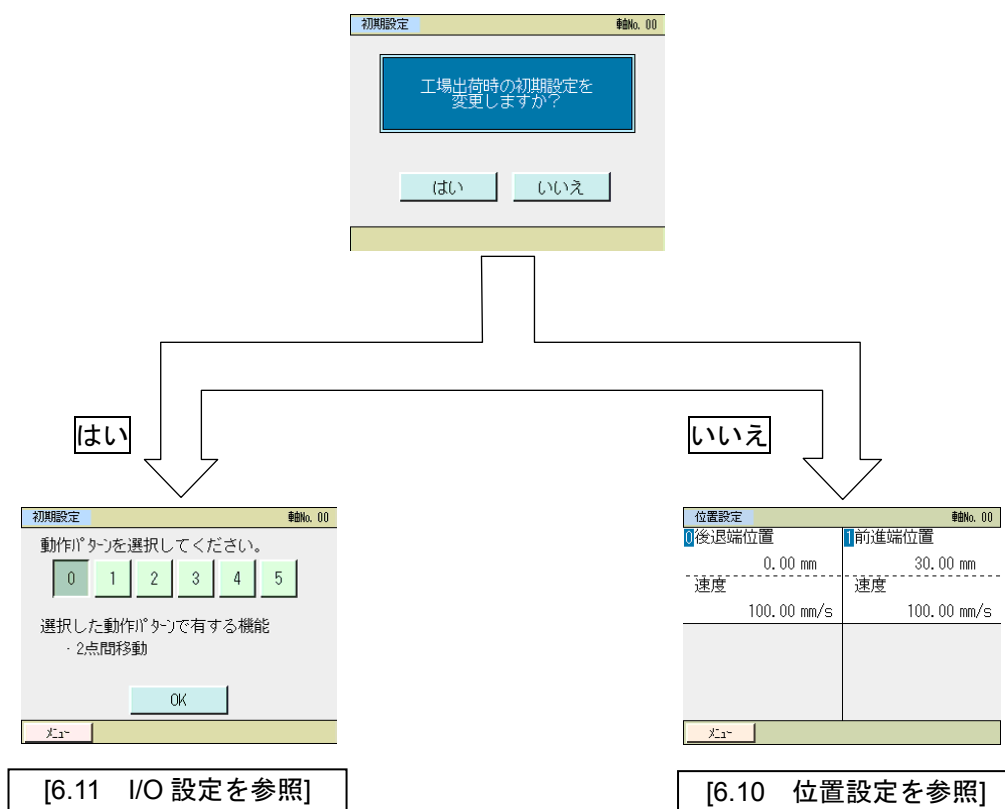 初期設定 軸No. 00
工場出荷時の初期設定を
変更しますか？
はい いいえ
はい
いいえ
初期設定 軸No. 00
動作パターンを選択してください。
0 1 2 3 4 5
選択した動作パターンで有する機能
・2点間移動
OK
メニュー
[6.11 I/O 設定を参照]
位置設定 軸No. 00
0後退端位置 1前進端位置
0.00 mm 30.00 mm
速度 速度
100.00 mm/s 100.00 mm/s
メニュー
[6.10 位置設定を参照]